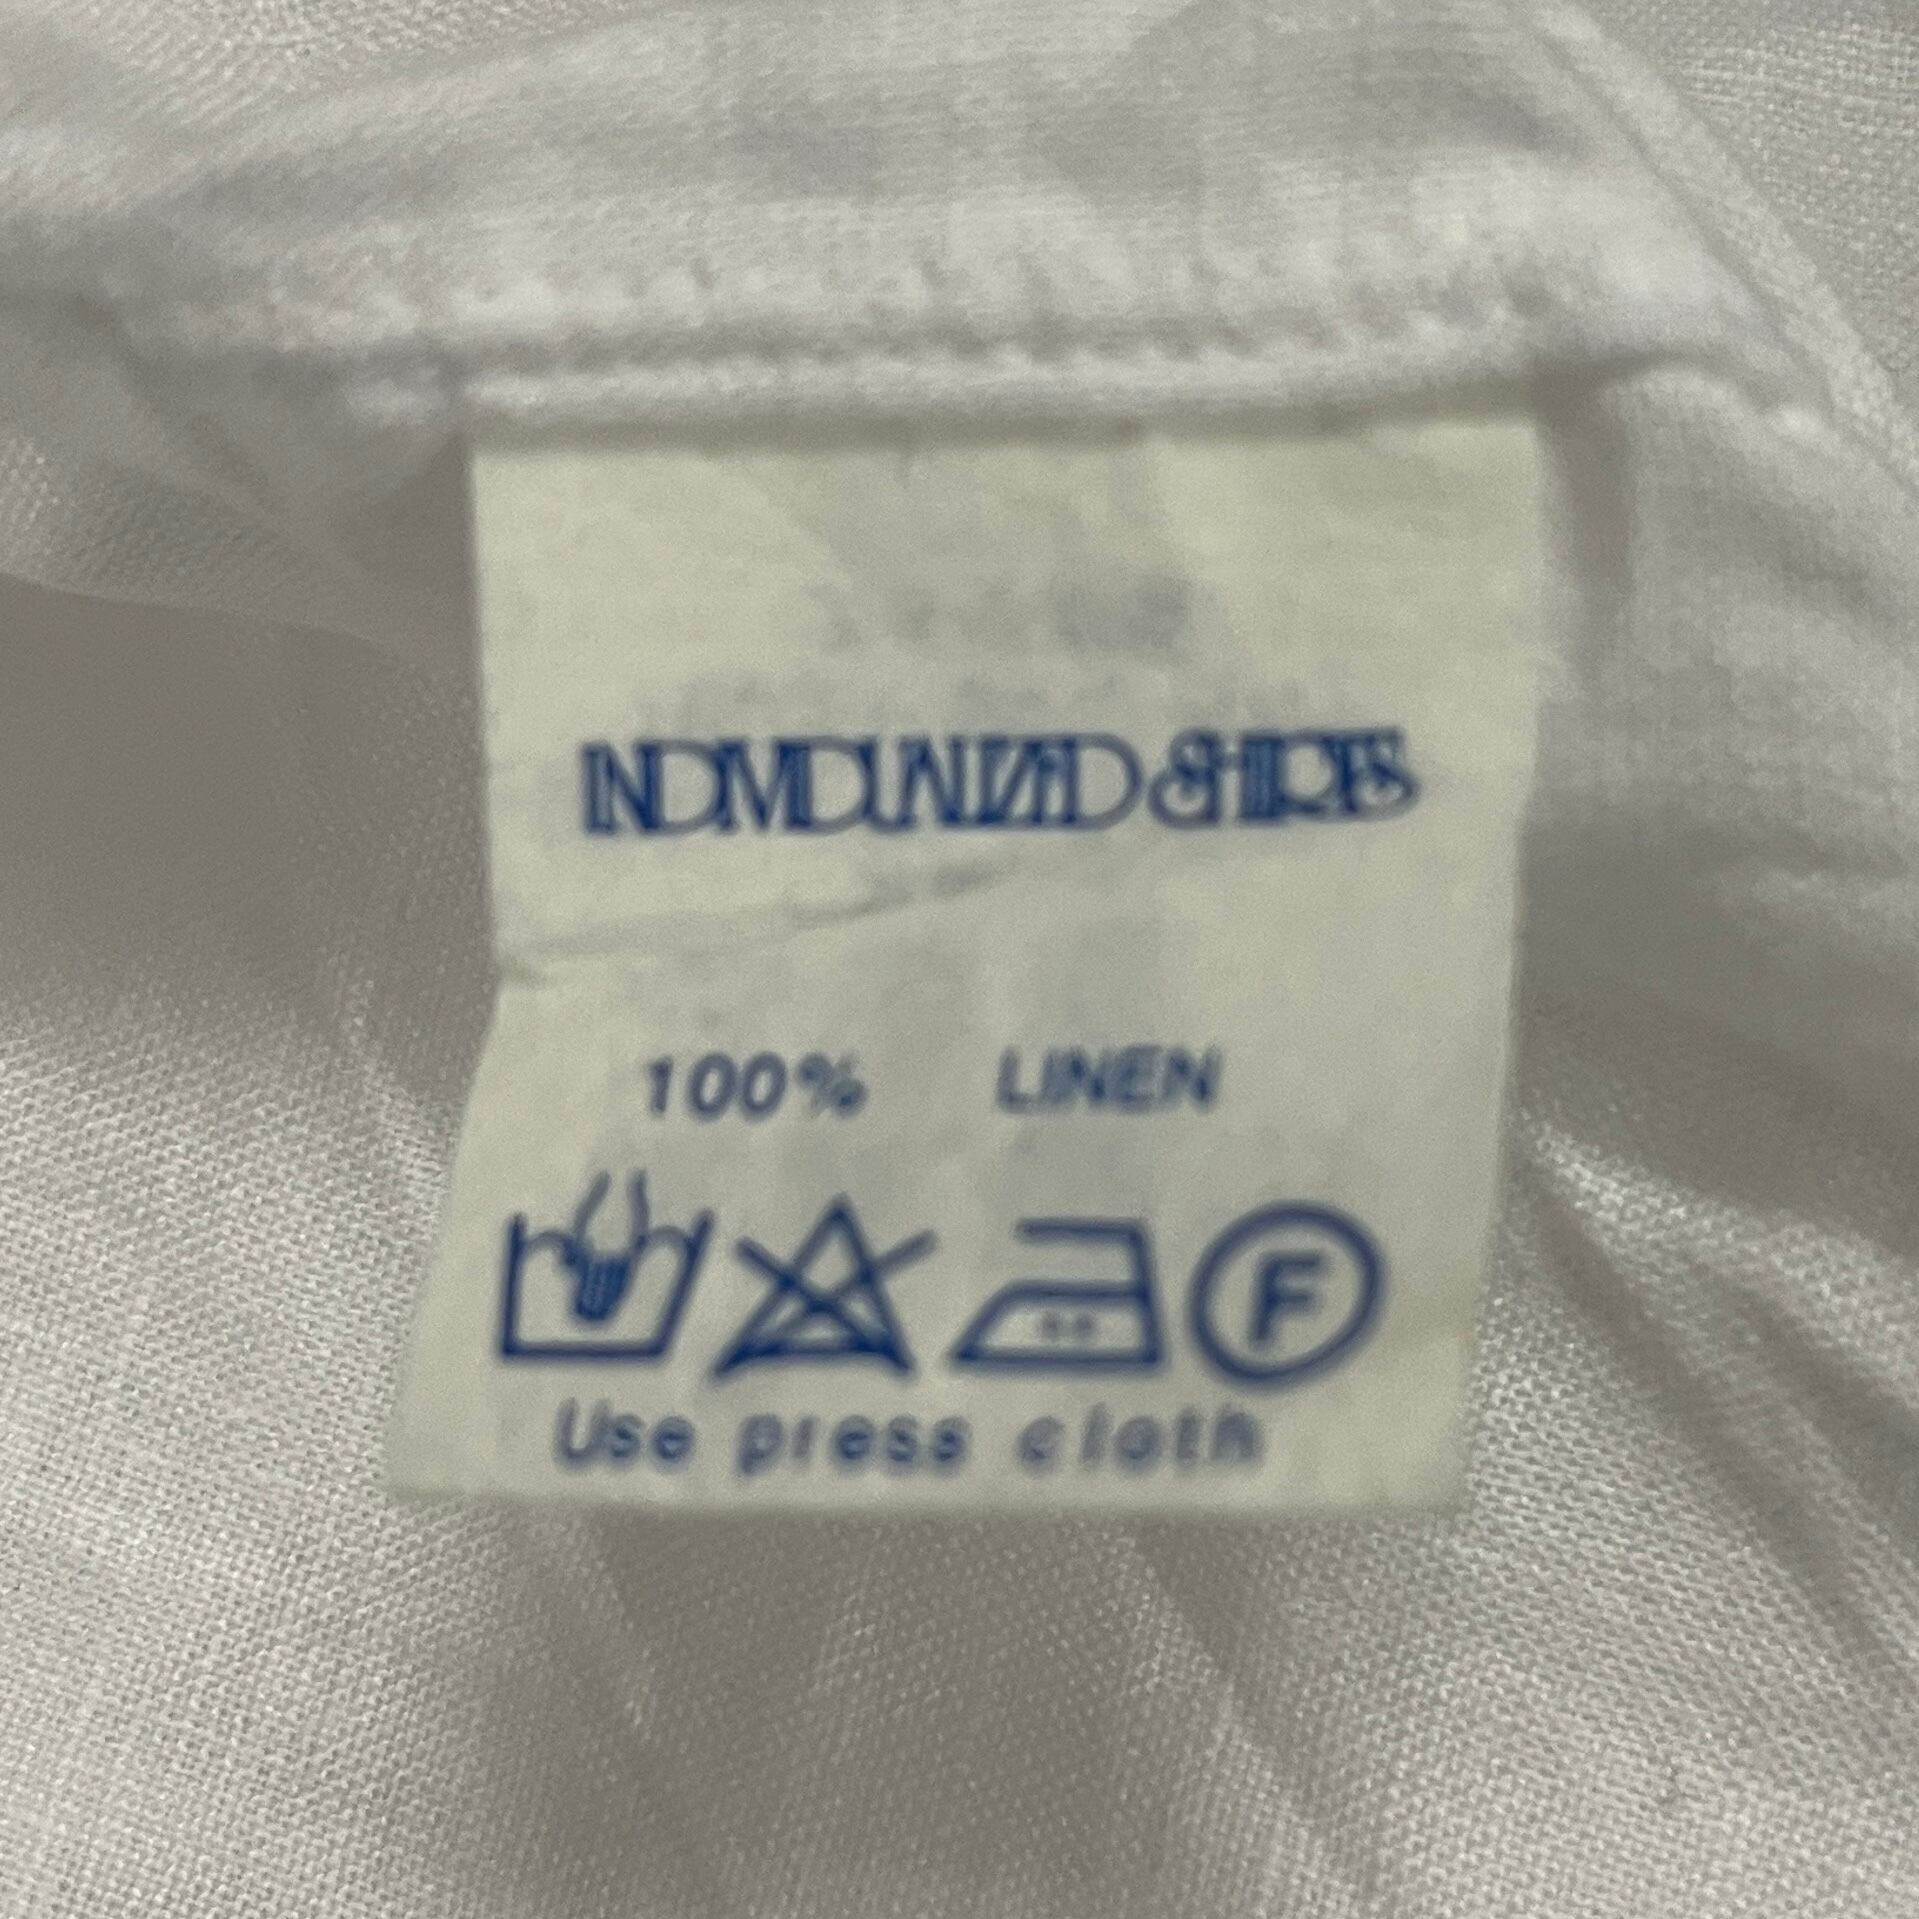 INDIVIDUALIZED SHIRTS
100% LINEN
F
Use press cloth